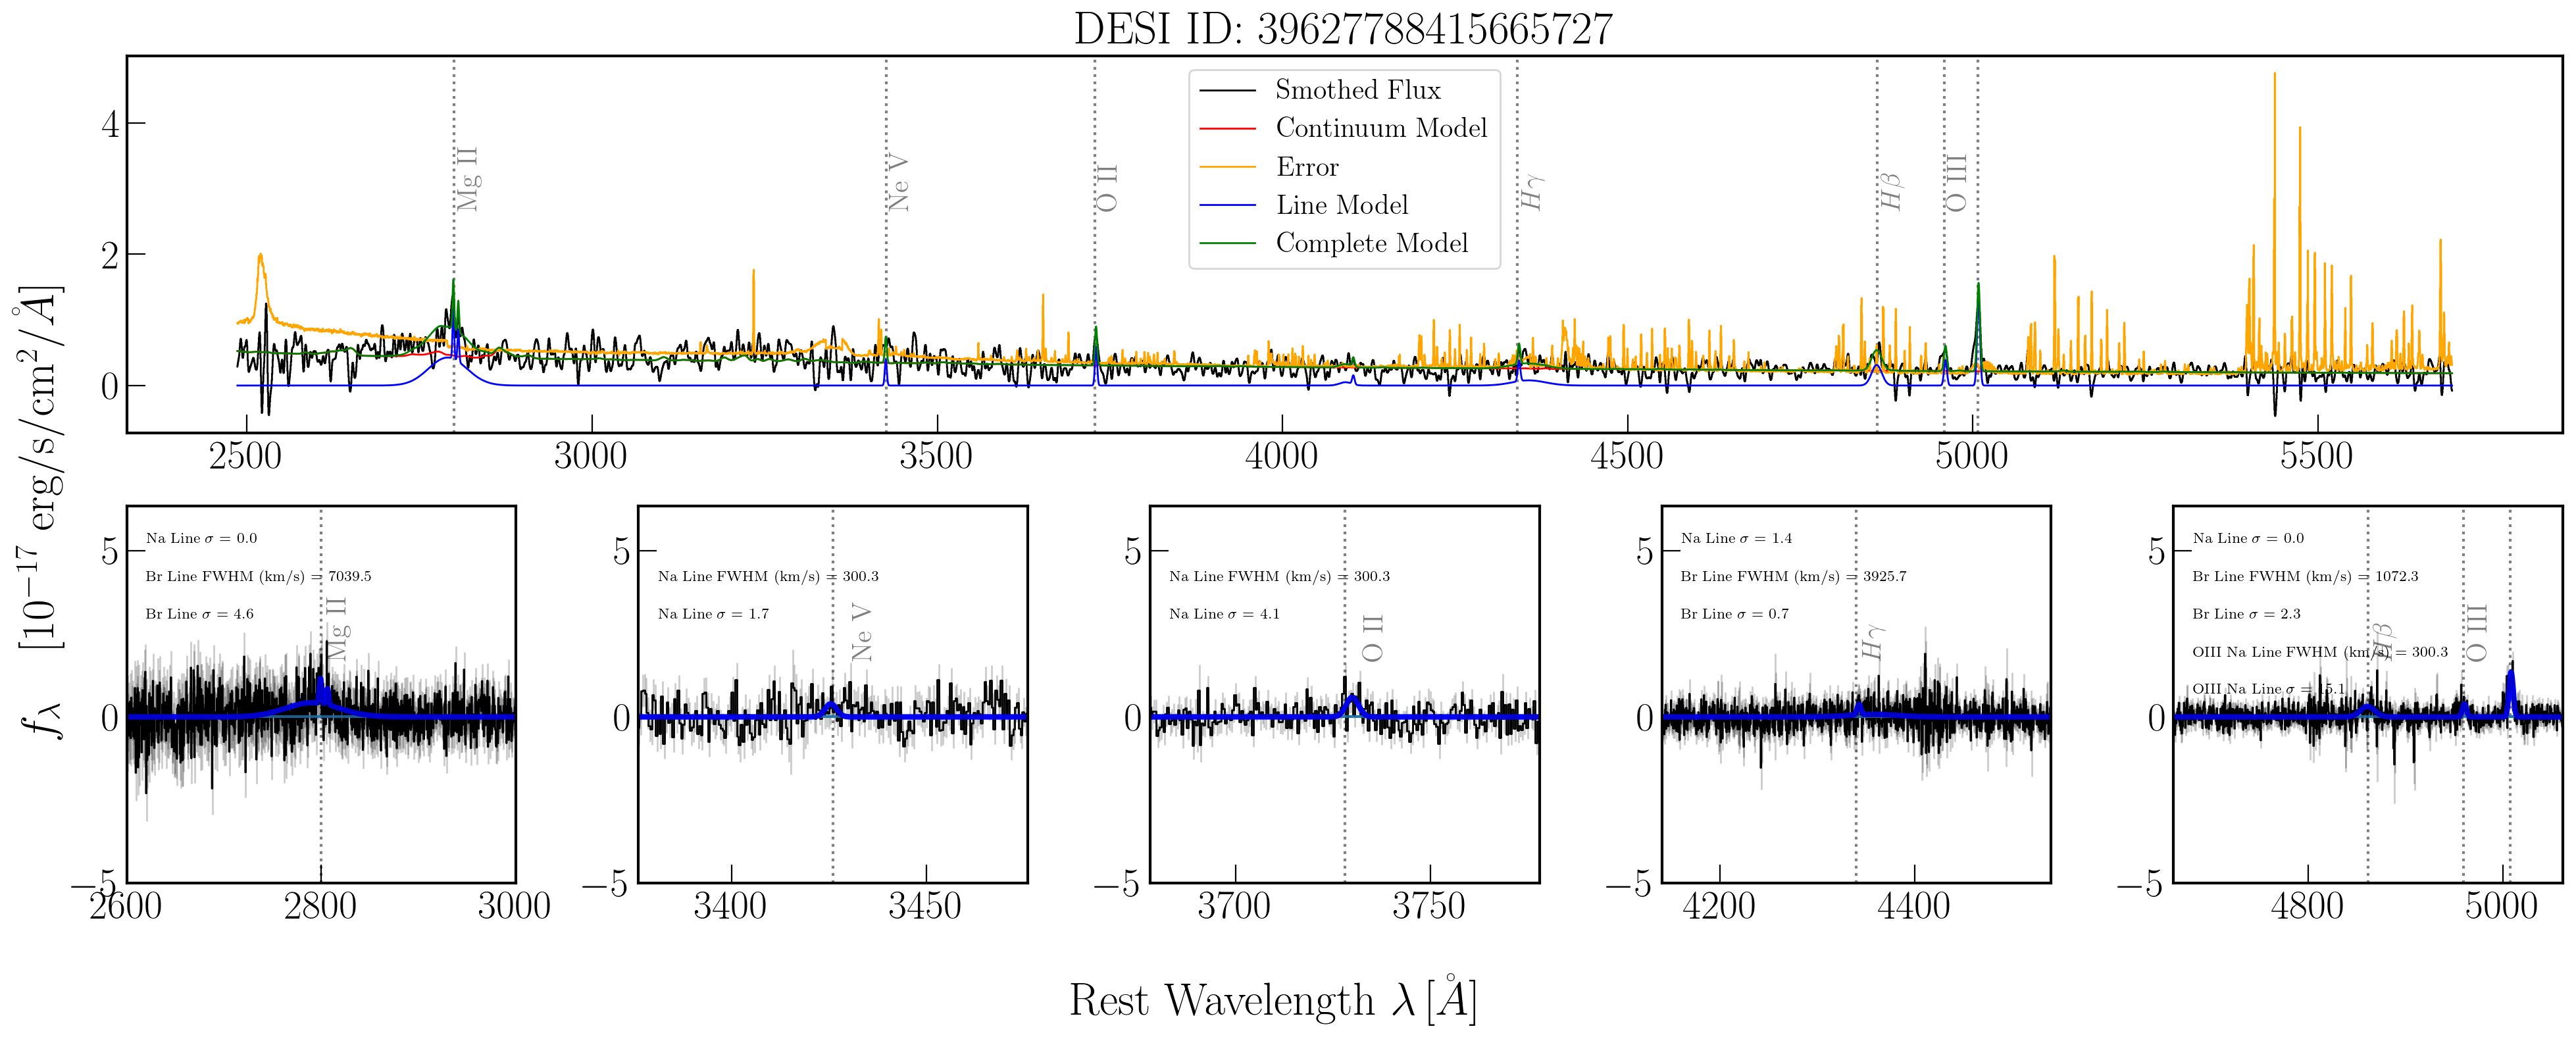 DESI ID: 39627788415665727
Smothed Flux
Continuum Model
Error
Line Model
Complete Model
Mg II
Ne V
O II
Hγ
Hβ
O III
4
2
0
2500 3000 3500 4000 4500 5000 5500
f_λ [10⁻¹⁷ erg/s/cm²/Å]
Na Line σ = 0.0
Br Line FWHM (km/s) = 7039.5
Br Line σ = 4.6
Mg II
5
0
−5
2600 2800 3000
Na Line FWHM (km/s) = 300.3
Na Line σ = 1.7
Ne V
5
0
−5
3400 3450
Na Line FWHM (km/s) = 300.3
Na Line σ = 4.1
O II
5
0
−5
3700 3750
Na Line σ = 1.4
Br Line FWHM (km/s) = 3925.7
Br Line σ = 0.7
Hγ
5
0
−5
4200 4400
Na Line σ = 0.0
Br Line FWHM (km/s) = 1072.3
Br Line σ = 2.3
OIII Na Line FWHM (km/s) = 300.3
OIII Na Line σ = 15.1
Hβ
O III
5
0
−5
4800 5000
Rest Wavelength λ [Å]